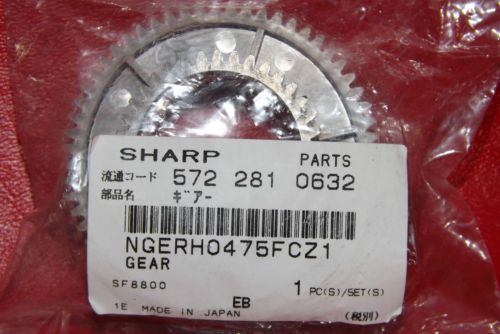 SHARP PARTS
流通コード 572 281 0632
部品名 ギアー
NGERH0475FCZ1
GEAR
SF8800
EB 1 PC(S)/SET(S)
1E MADE IN JAPAN (税別)